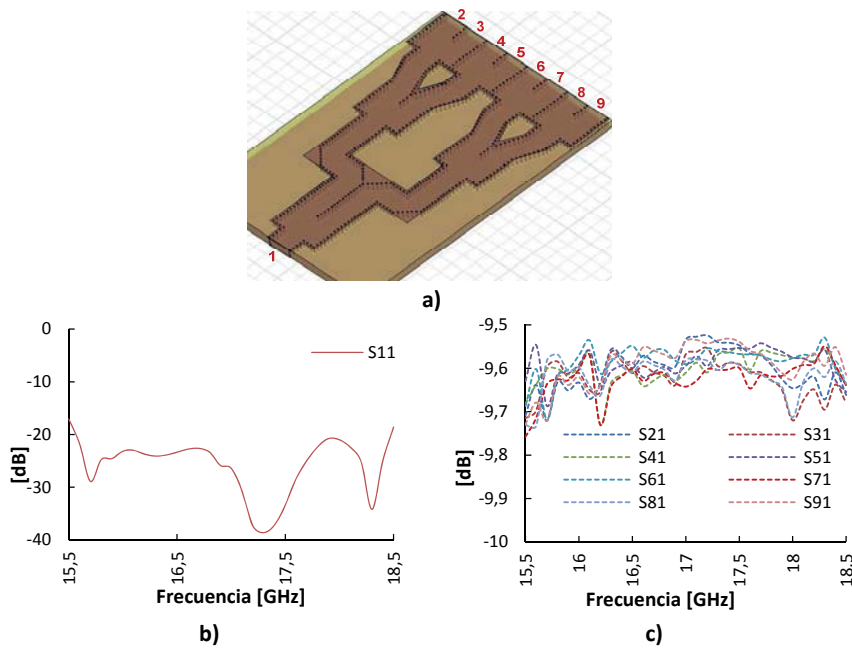 2
3
4
5
6
7
8
9
1
a)
0
-10
-20
-30
-40
[dB]
S11
15,5
16,5
17,5
18,5
Frecuencia [GHz]
b)
-9,5
-9,6
-9,7
-9,8
-9,9
-10
[dB]
S21
S31
S41
S51
S61
S71
S81
S91
15,5
16
16,5
17
17,5
18
18,5
Frecuencia [GHz]
c)